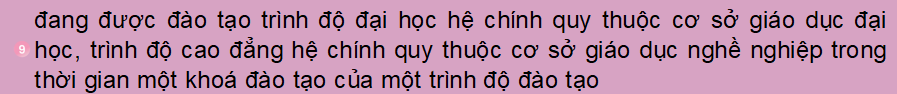 đang được đào tạo trình độ đại học hệ chính quy thuộc cơ sở giáo dục đại
9 học, trình độ cao đẳng hệ chính quy thuộc cơ sở giáo dục nghề nghiệp trong
thời gian một khoá đào tạo của một trình độ đào tạo